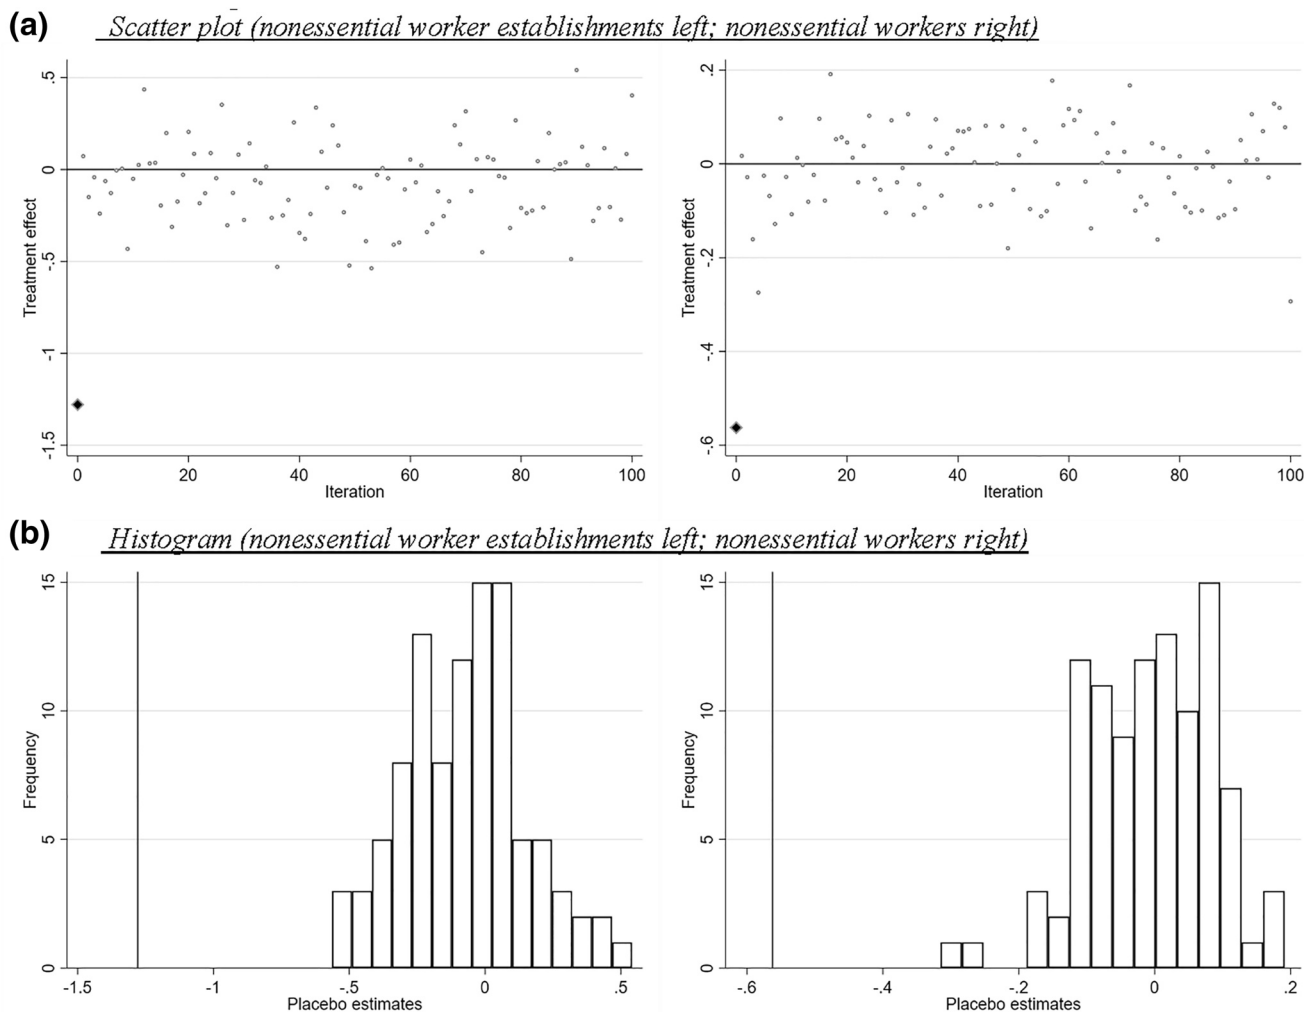 (a) Scatter plot (nonessential worker establishments left; nonessential workers right)
.5
0
-.5
-1
-1.5
Treatment effect
0 20 40 60 80 100
Iteration
.2
0
-.2
-.4
-.6
Treatment effect
0 20 40 60 80 100
Iteration
(b) Histogram (nonessential worker establishments left; nonessential workers right)
15
10
5
0
Frequency
-1.5 -1 -.5 0 .5
Placebo estimates
15
10
5
0
Frequency
-.6 -.4 -.2 0 .2
Placebo estimates